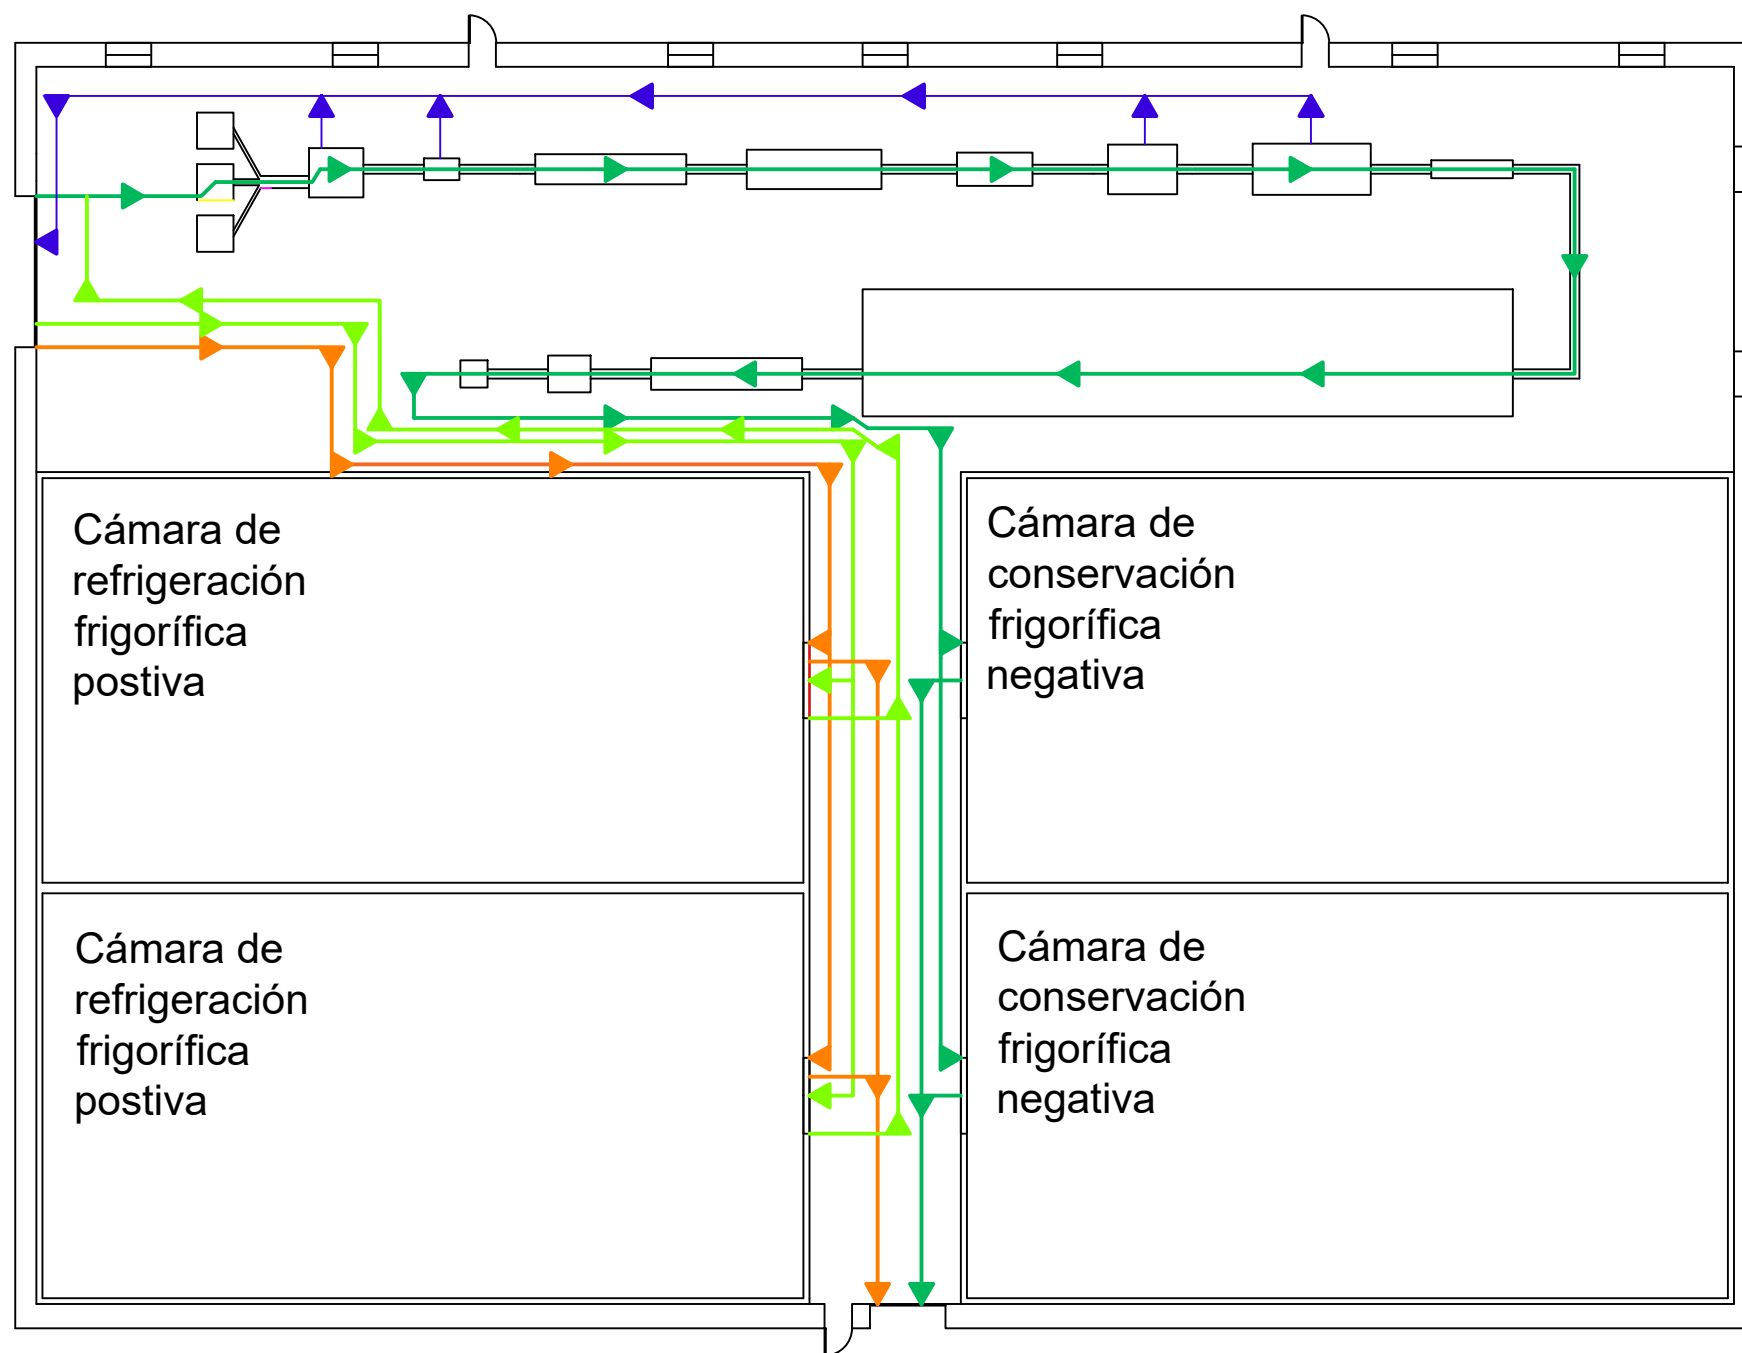 Cámara de
refrigeración
frigorífica
postiva
Cámara de
conservación
frigorífica
negativa
Cámara de
refrigeración
frigorífica
postiva
Cámara de
conservación
frigorífica
negativa